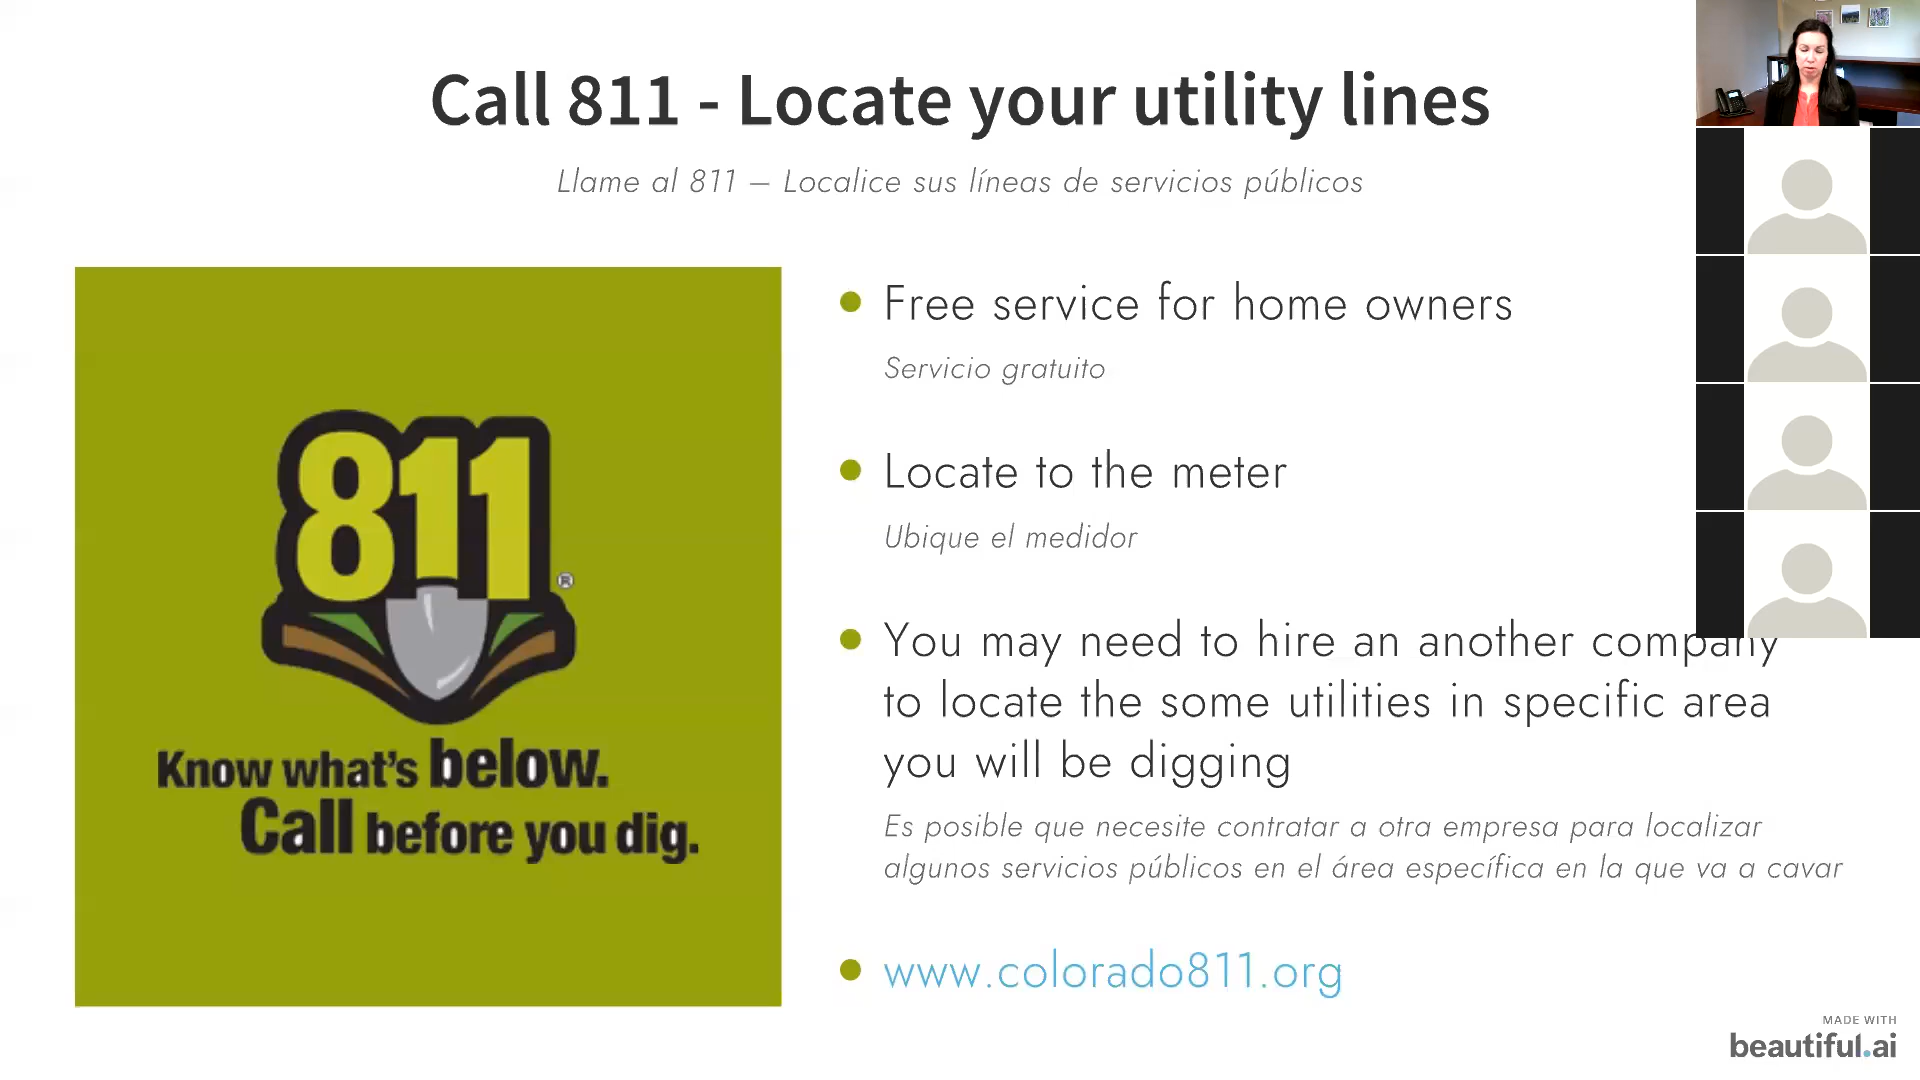 Call 811 - Locate your utility lines
Llame al 811 – Localice sus líneas de servicios públicos
811
®
Know what's below.
Call before you dig.
Free service for home owners
Servicio gratuito
Locate to the meter
Ubique el medidor
You may need to hire an another company
to locate the some utilities in specific area
you will be digging
Es posible que necesite contratar a otra empresa para localizar
algunos servicios públicos en el área específica en la que va a cavar
www.colorado811.org
MADE WITH
beautiful.ai